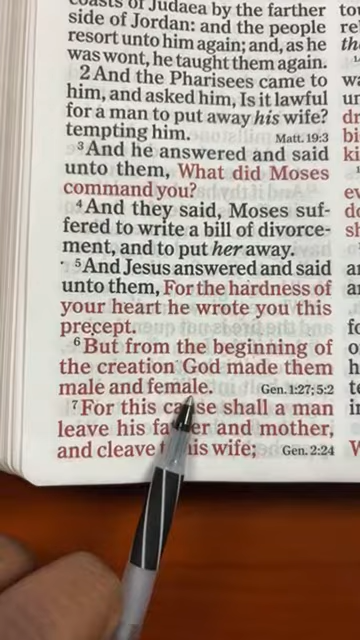 coasts of Judaea by the farther
side of Jordan: and the people
resort unto him again; and, as he
was wont, he taught them again.
2 And the Pharisees came to
him, and asked him, Is it lawful
for a man to put away his wife?
tempting him. Matt. 19:3
3 And he answered and said
unto them, What did Moses
command you?
4 And they said, Moses suf-
fered to write a bill of divorce-
ment, and to put her away.
5 And Jesus answered and said
unto them, For the hardness of
your heart he wrote you this
precept.
6 But from the beginning of
the creation God made them
male and female. Gen. 1:27; 5:2
7 For this cause shall a man
leave his father and mother,
and cleave his wife; Gen. 2:24